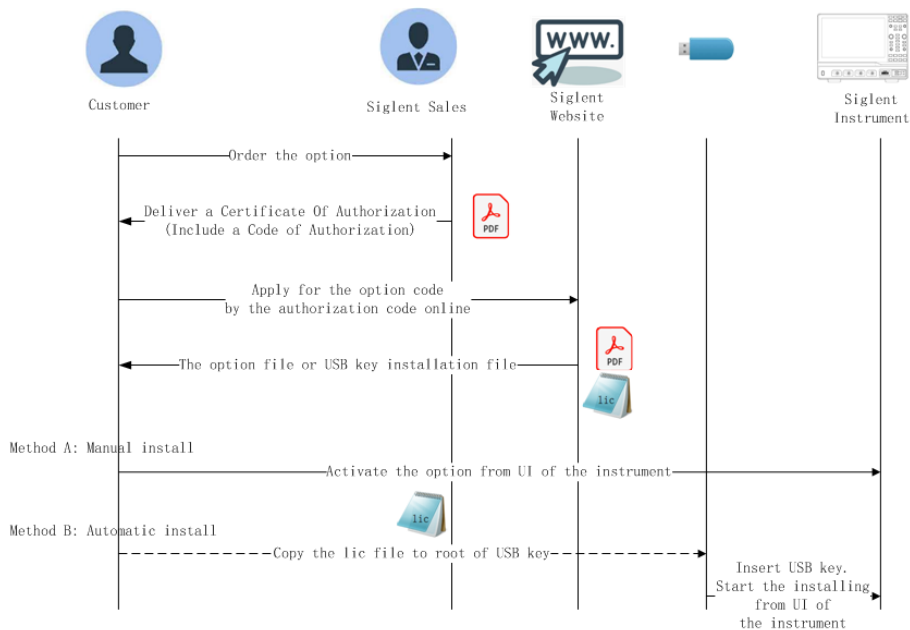 WWW.
Customer
Siglent Sales
Siglent
Website
Siglent
Instrument
Order the option
Deliver a Certificate Of Authorization
(Include a Code of Authorization)
PDF
Apply for the option code
by the authorization code online
The option file or USB key installation file
PDF
lic
Method A: Manual install
Activate the option from UI of the instrument
lic
Method B: Automatic install
Copy the lic file to root of USB key
Insert USB key.
Start the installing
from UI of
the instrument